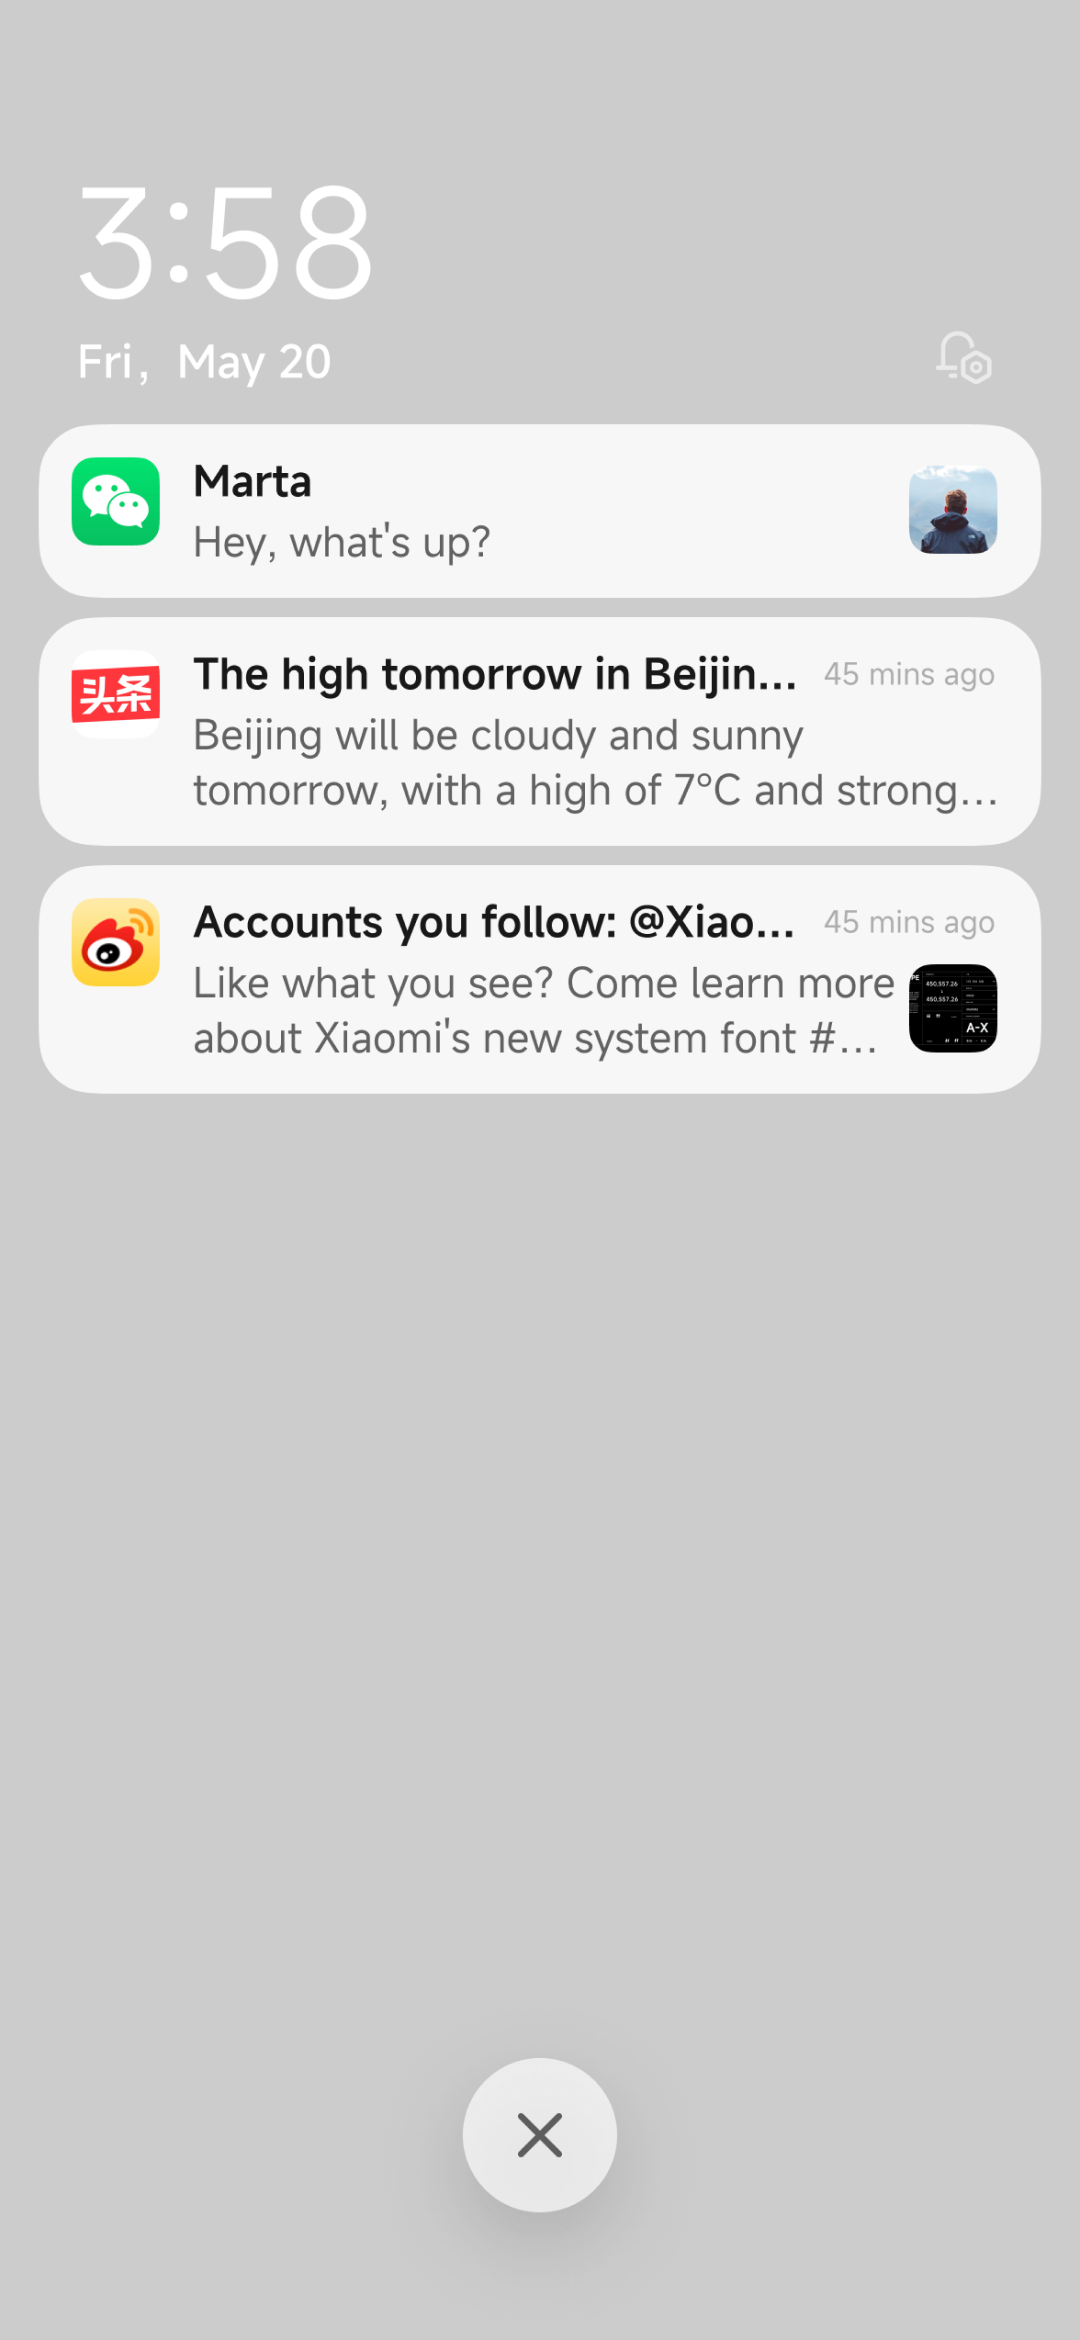 3:58
Fri, May 20
Marta
Hey, what's up?
头条
The high tomorrow in Beijin... 45 mins ago
Beijing will be cloudy and sunny
tomorrow, with a high of 7°C and strong...
Accounts you follow: @Xiao... 45 mins ago
Like what you see? Come learn more
about Xiaomi's new system font #...
450,557.26
450,557.26
A-X